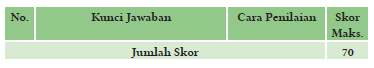 No. Kunci Jawaban Cara Penilaian Skor Maks.
Jumlah Skor 70